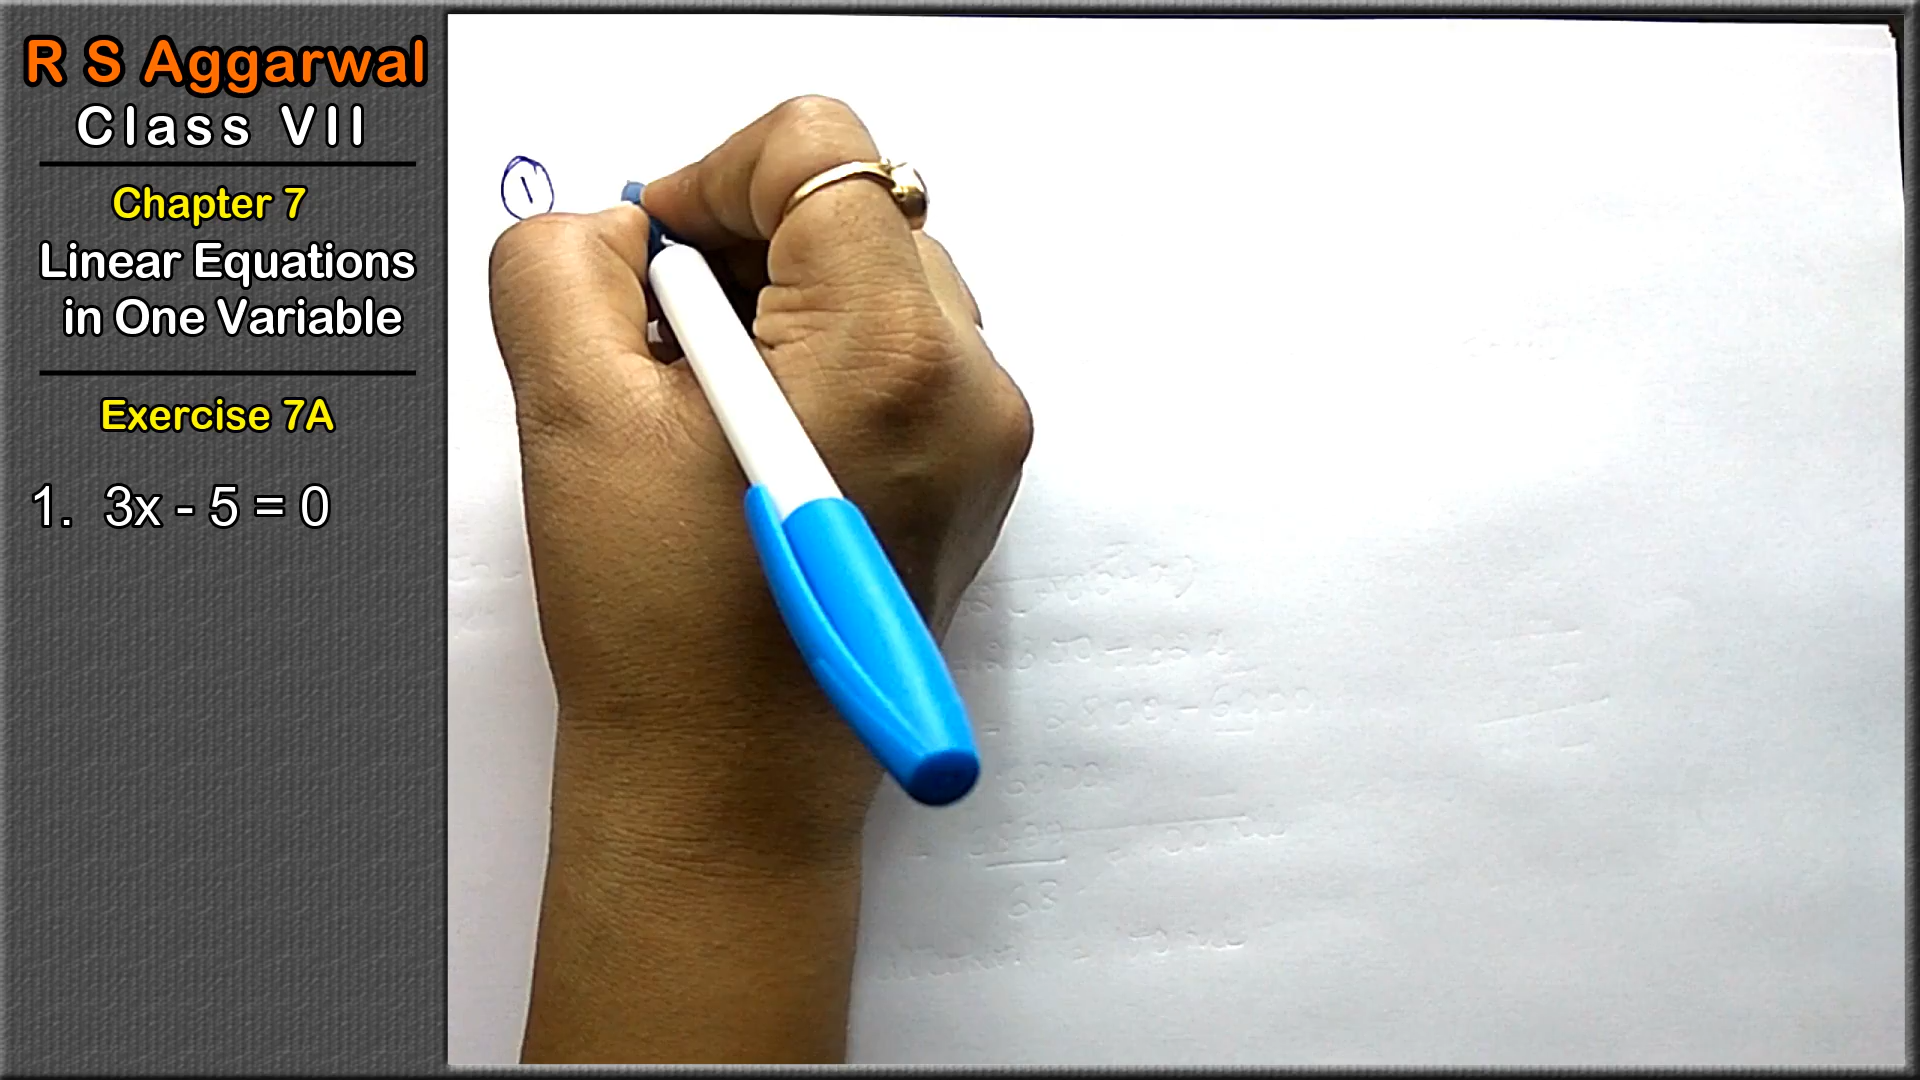 R S Aggarwal
Class VII
Chapter 7
Linear Equations
in One Variable
Exercise 7A
1. 3x - 5 = 0
1